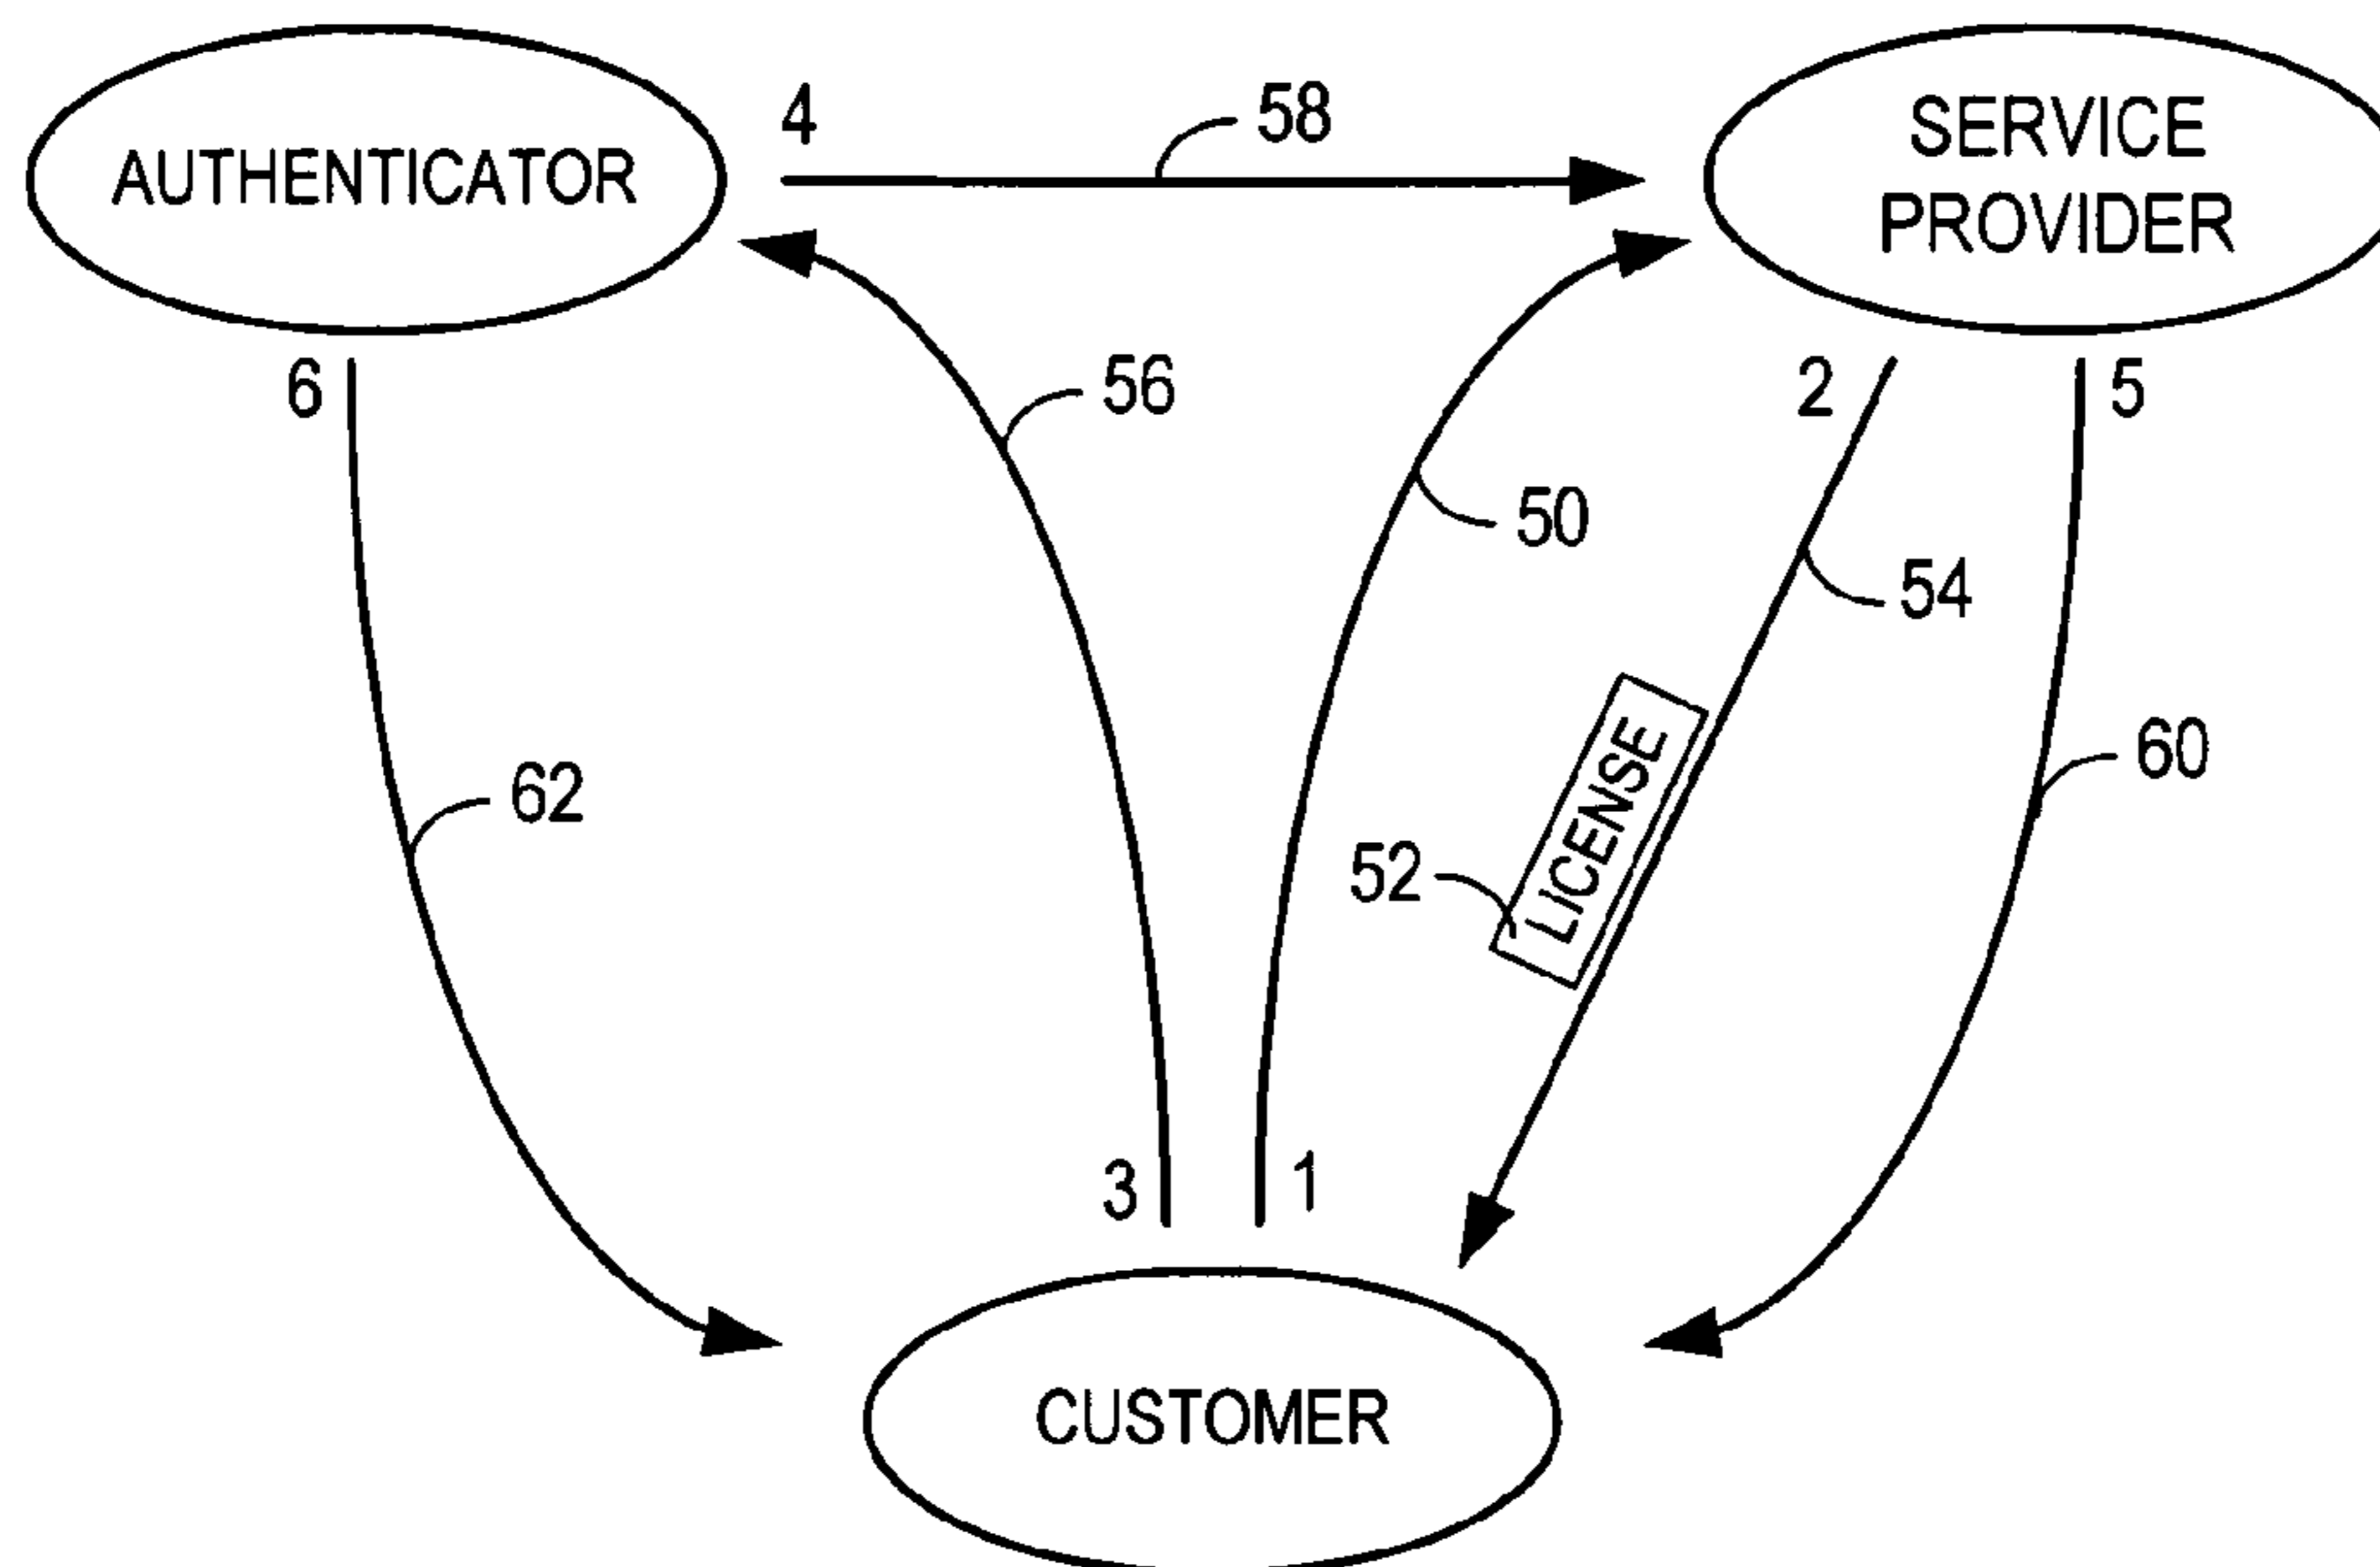 AUTHENTICATOR
4
58
SERVICE
PROVIDER
6
56
2
5
50
54
62
60
52
LICENSE
3
1
CUSTOMER